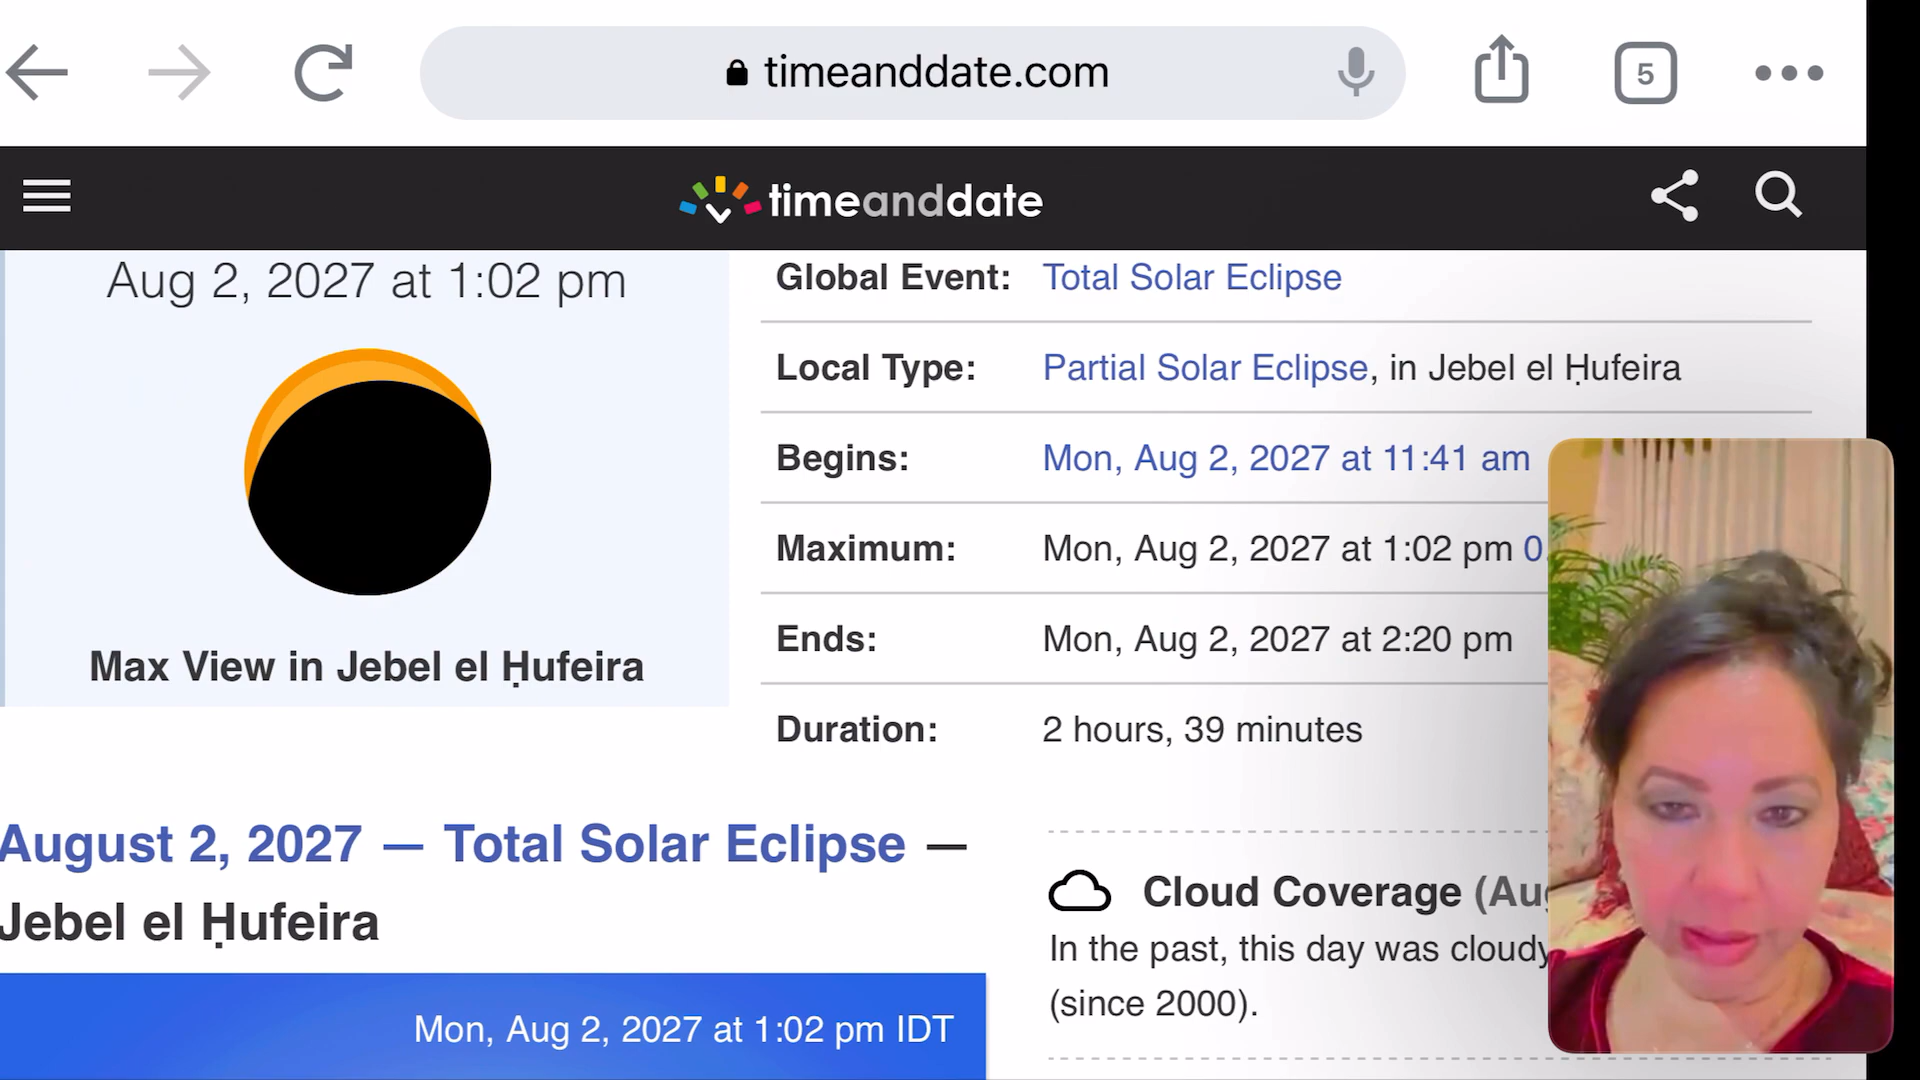 timeanddate.com
5
timeanddate
Aug 2, 2027 at 1:02 pm
Max View in Jebel el Ḥufeira
Global Event: Total Solar Eclipse
Local Type: Partial Solar Eclipse, in Jebel el Ḥufeira
Begins: Mon, Aug 2, 2027 at 11:41 am
Maximum: Mon, Aug 2, 2027 at 1:02 pm 0
Ends: Mon, Aug 2, 2027 at 2:20 pm
Duration: 2 hours, 39 minutes
August 2, 2027 — Total Solar Eclipse —
Jebel el Ḥufeira
Mon, Aug 2, 2027 at 1:02 pm IDT
Cloud Coverage
In the past, this day was cloudy
(since 2000).